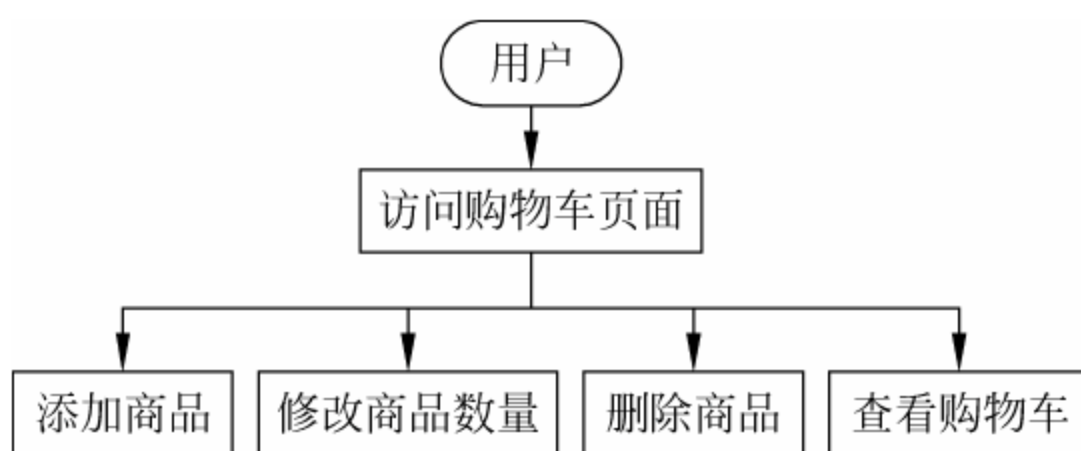 用户
访问购物车页面
添加商品
修改商品数量
删除商品
查看购物车